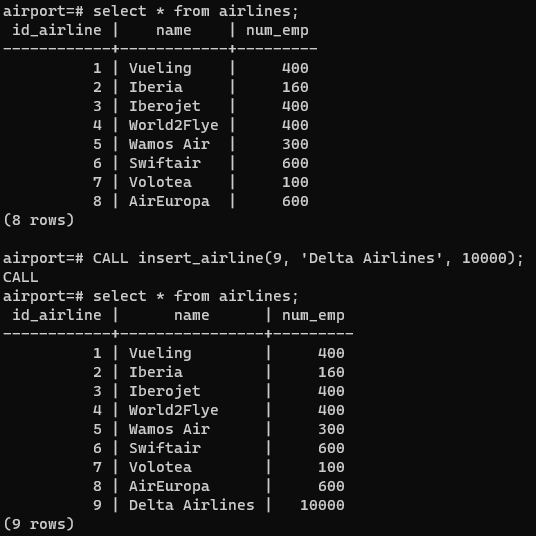 airport=# select * from airlines;
 id_airline |    name    | num_emp
------------+------------+---------
          1 | Vueling    |     400
          2 | Iberia     |     160
          3 | Iberojet   |     400
          4 | World2Flye |     400
          5 | Wamos Air  |     300
          6 | Swiftair   |     600
          7 | Volotea    |     100
          8 | AirEuropa  |     600
(8 rows)

airport=# CALL insert_airline(9, 'Delta Airlines', 10000);
CALL
airport=# select * from airlines;
 id_airline |      name      | num_emp
------------+----------------+---------
          1 | Vueling        |     400
          2 | Iberia         |     160
          3 | Iberojet       |     400
          4 | World2Flye     |     400
          5 | Wamos Air      |     300
          6 | Swiftair       |     600
          7 | Volotea        |     100
          8 | AirEuropa      |     600
          9 | Delta Airlines |   10000
(9 rows)